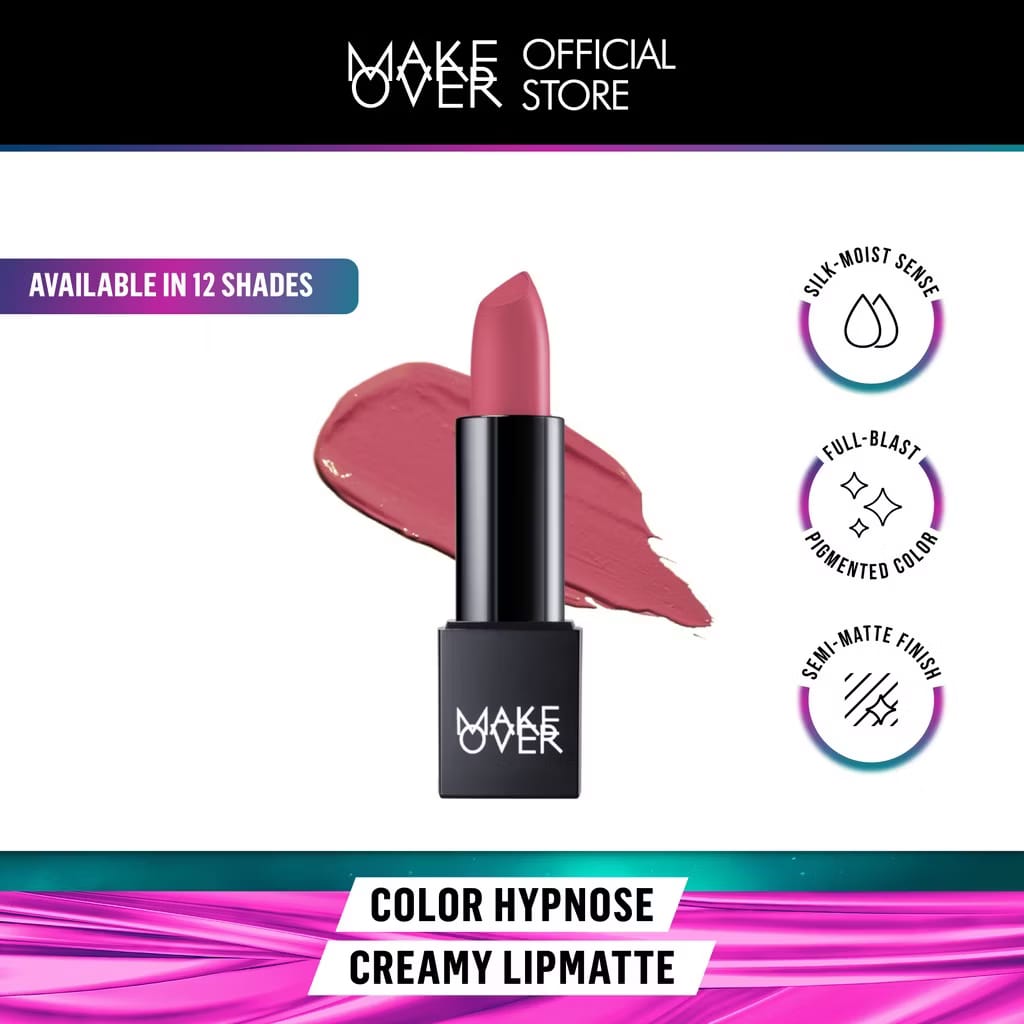 MAKE OVER OFFICIAL STORE
AVAILABLE IN 12 SHADES
SILK-MOIST SENSE
FULL-BLAST
PIGMENTED COLOR
SEMI-MATTE FINISH
MAKE
OVER
COLOR HYPNOSE
CREAMY LIPMATTE